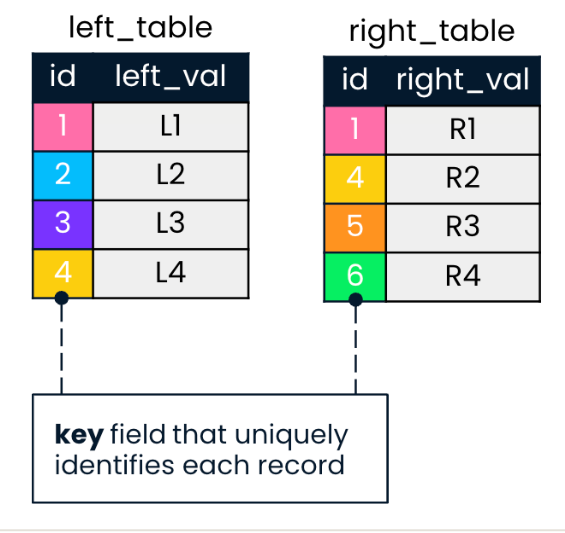 left_table
id left_val
1 L1
2 L2
3 L3
4 L4
right_table
id right_val
1 R1
4 R2
5 R3
6 R4
key field that uniquely
identifies each record